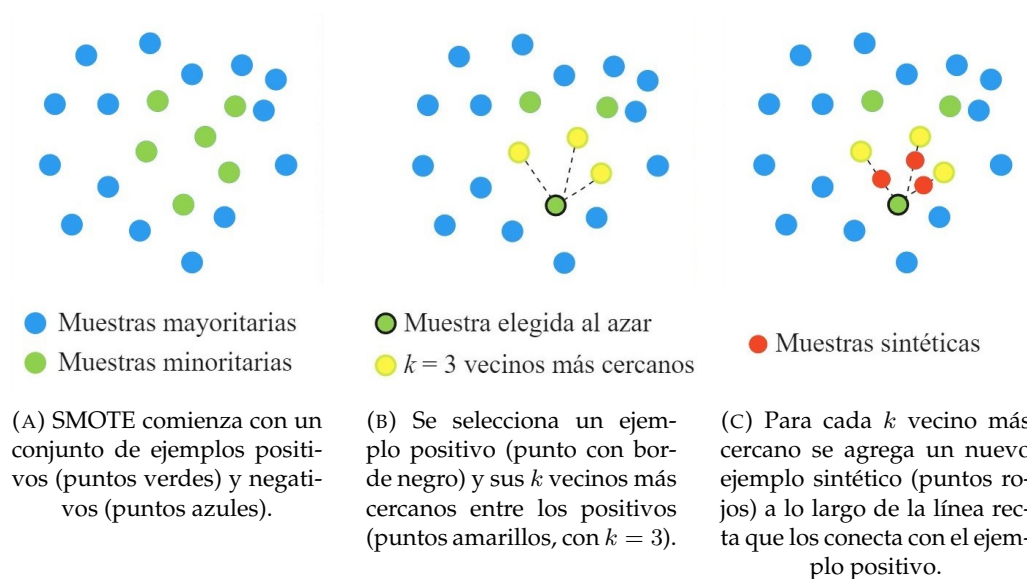 Muestras mayoritarias
Muestras minoritarias
Muestra elegida al azar
k = 3 vecinos más cercanos
Muestras sintéticas
(A) SMOTE comienza con un
conjunto de ejemplos positi-
vos (puntos verdes) y negati-
vos (puntos azules).
(B) Se selecciona un ejem-
plo positivo (punto con bor-
de negro) y sus k vecinos más
cercanos entre los positivos
(puntos amarillos, con k = 3).
(C) Para cada k vecino más
cercano se agrega un nuevo
ejemplo sintético (puntos ro-
jos) a lo largo de la línea rec-
ta que los conecta con el ejem-
plo positivo.